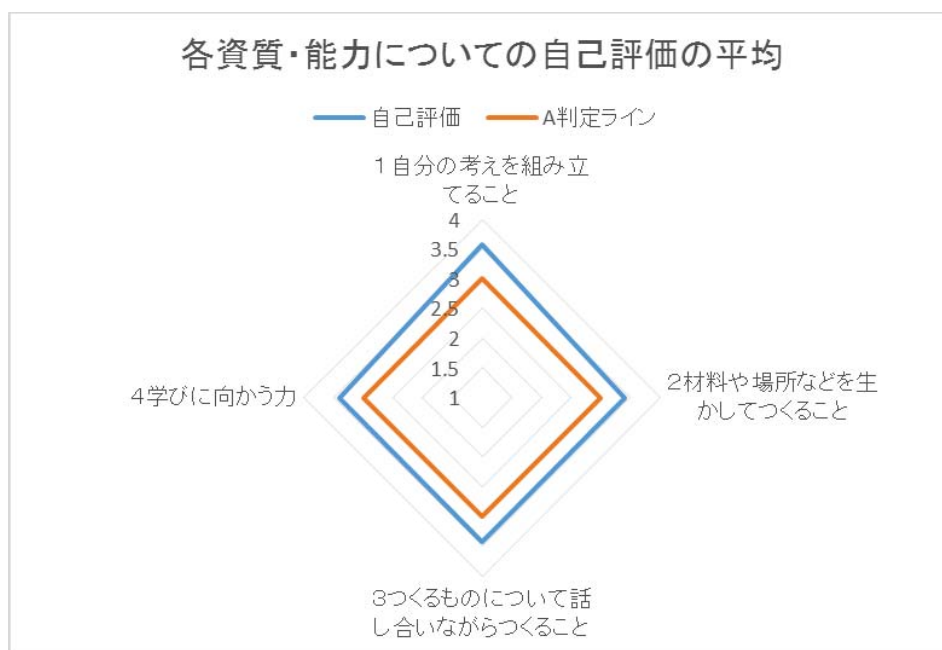 各資質・能力についての自己評価の平均
自己評価 A判定ライン
１自分の考えを組み立
てること
4
3.5
3
2.5
2
1.5
1
4学びに向かう力
2材料や場所などを生
かしてつくること
3つくるものについて話
し合いながらつくること